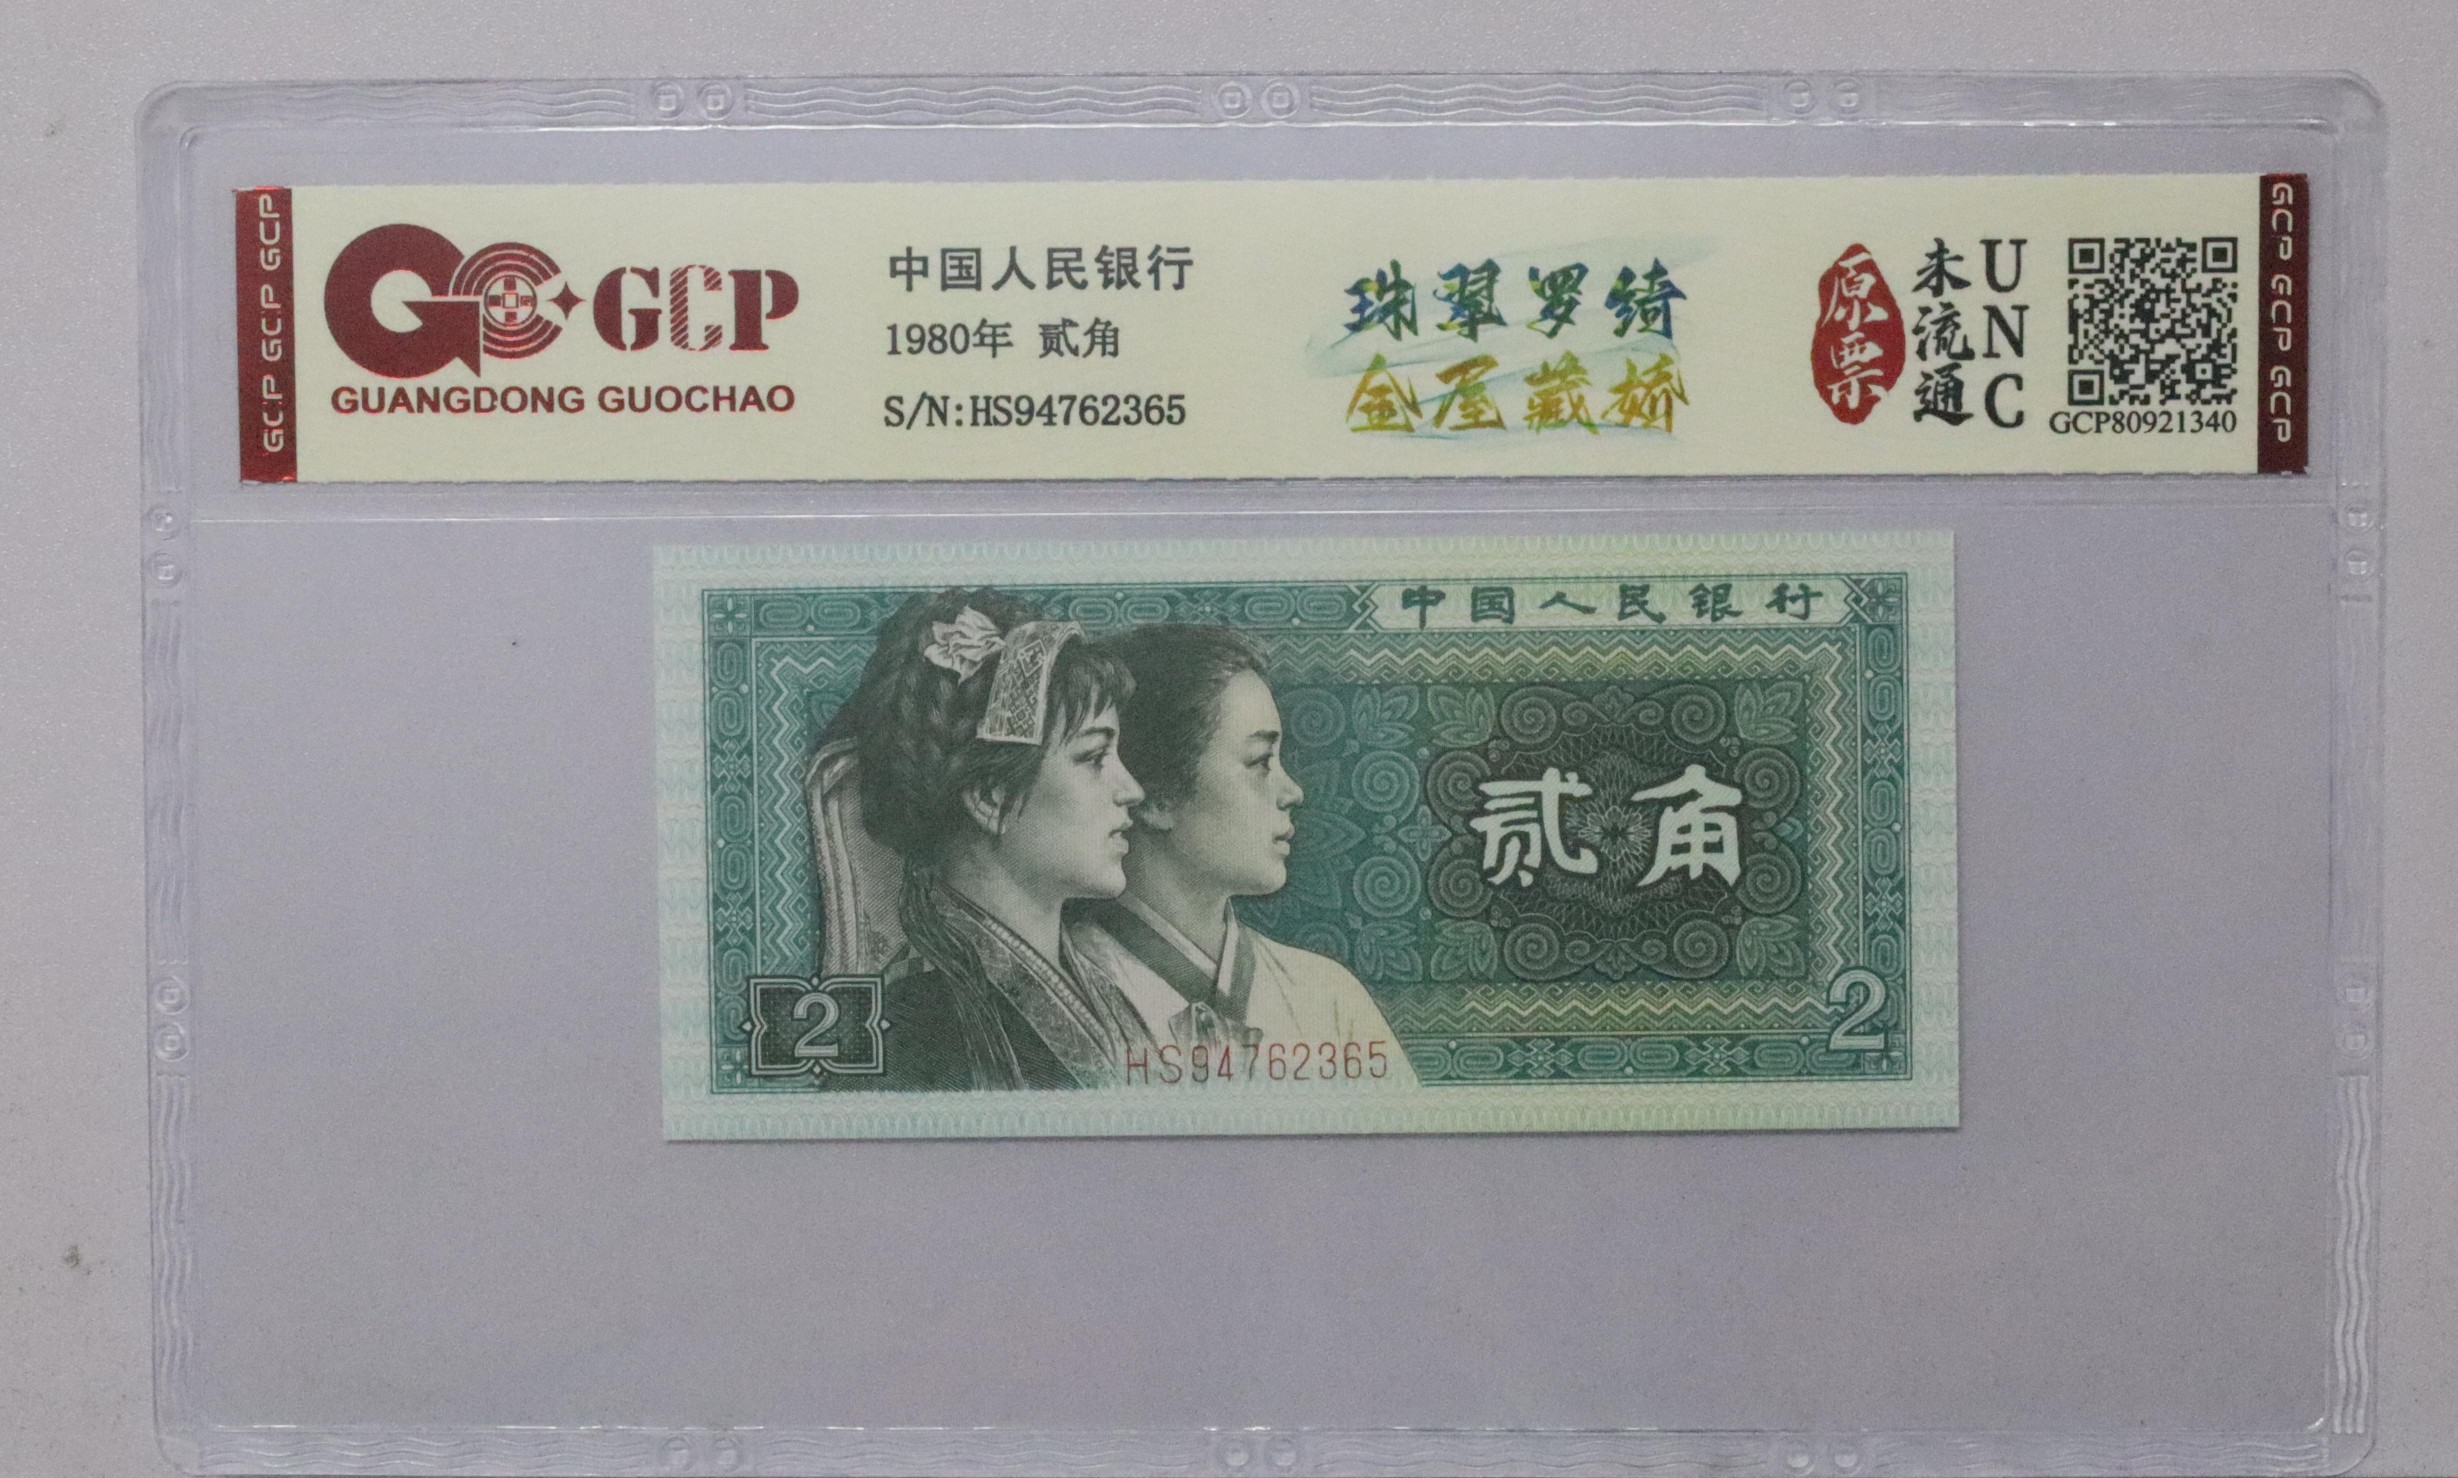 GCP GCP GCP
GCP
GUANGDONG GUOCHAO
中国人民银行
1980年 贰角
S/N:HS94762365
珠翠罗绮
金屋藏娇
原票
未流通
UNC
GCP80921340
GCP GCP GCP
中国人民银行
贰角
2
2
HS94762365